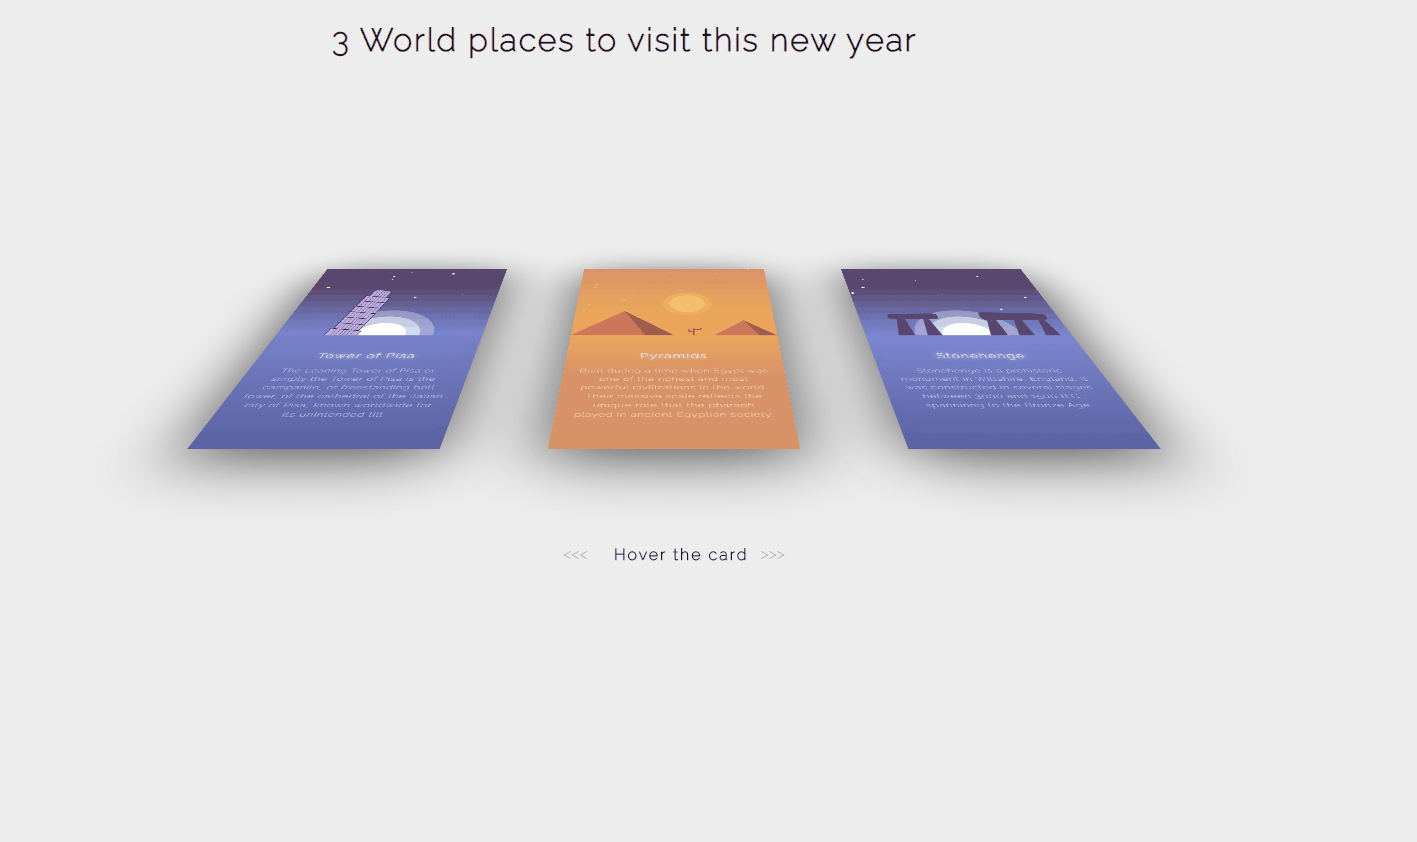 3 World places to visit this new year
Tower of Pisa
The Leaning Tower of Pisa or
simply the Tower of Pisa is the
campanile, or freestanding bell
tower, of the cathedral of the Italian
city of Pisa, known worldwide for
its unintended tilt
Pyramids
Built during a time when Egypt was
one of the richest and most
powerful civilizations in the world.
Their massive scale reflects the
unique role that the pharaoh
played in ancient Egyptian society.
Stonehenge
Stonehenge is a prehistoric
monument in Wiltshire, England. It
was constructed in several stages
between 3000 and 1500 B.C.,
spanning to the Bronze Age
<<< Hover the card >>>